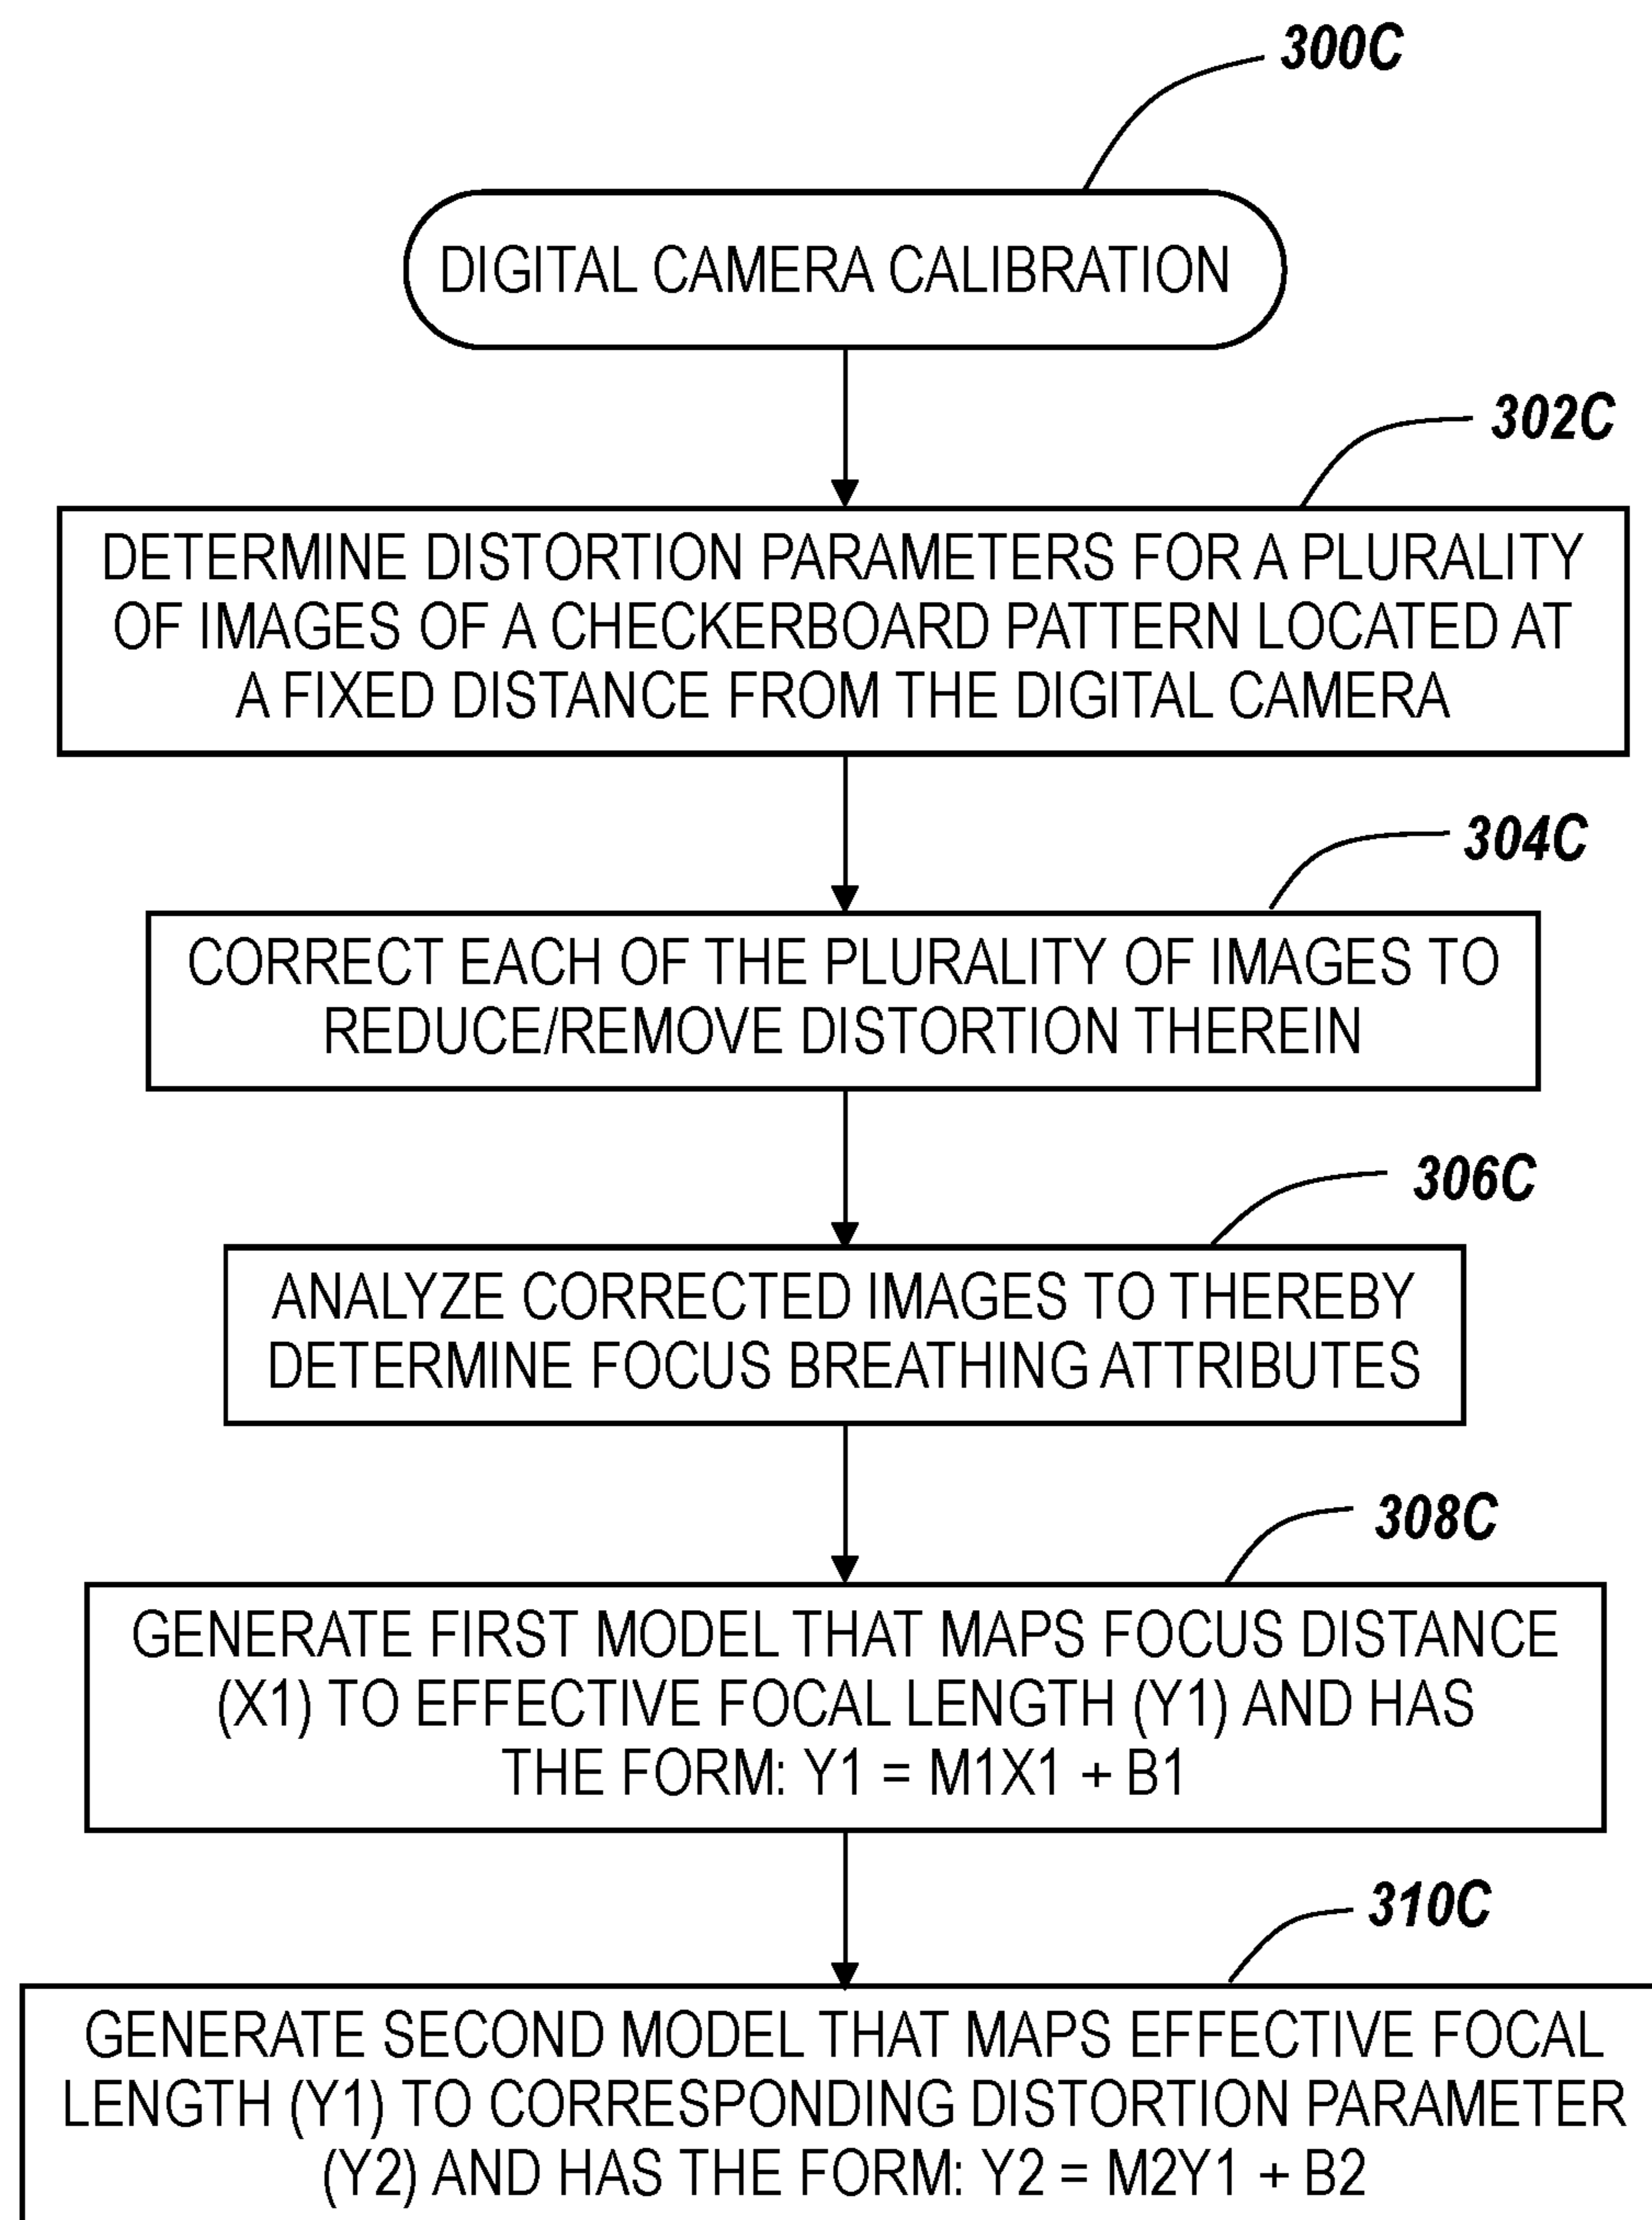 300C
DIGITAL CAMERA CALIBRATION
302C
DETERMINE DISTORTION PARAMETERS FOR A PLURALITY
OF IMAGES OF A CHECKERBOARD PATTERN LOCATED AT
A FIXED DISTANCE FROM THE DIGITAL CAMERA
304C
CORRECT EACH OF THE PLURALITY OF IMAGES TO
REDUCE/REMOVE DISTORTION THEREIN
306C
ANALYZE CORRECTED IMAGES TO THEREBY
DETERMINE FOCUS BREATHING ATTRIBUTES
308C
GENERATE FIRST MODEL THAT MAPS FOCUS DISTANCE
(X1) TO EFFECTIVE FOCAL LENGTH (Y1) AND HAS
THE FORM: Y1 = M1X1 + B1
310C
GENERATE SECOND MODEL THAT MAPS EFFECTIVE FOCAL
LENGTH (Y1) TO CORRESPONDING DISTORTION PARAMETER
(Y2) AND HAS THE FORM: Y2 = M2Y1 + B2